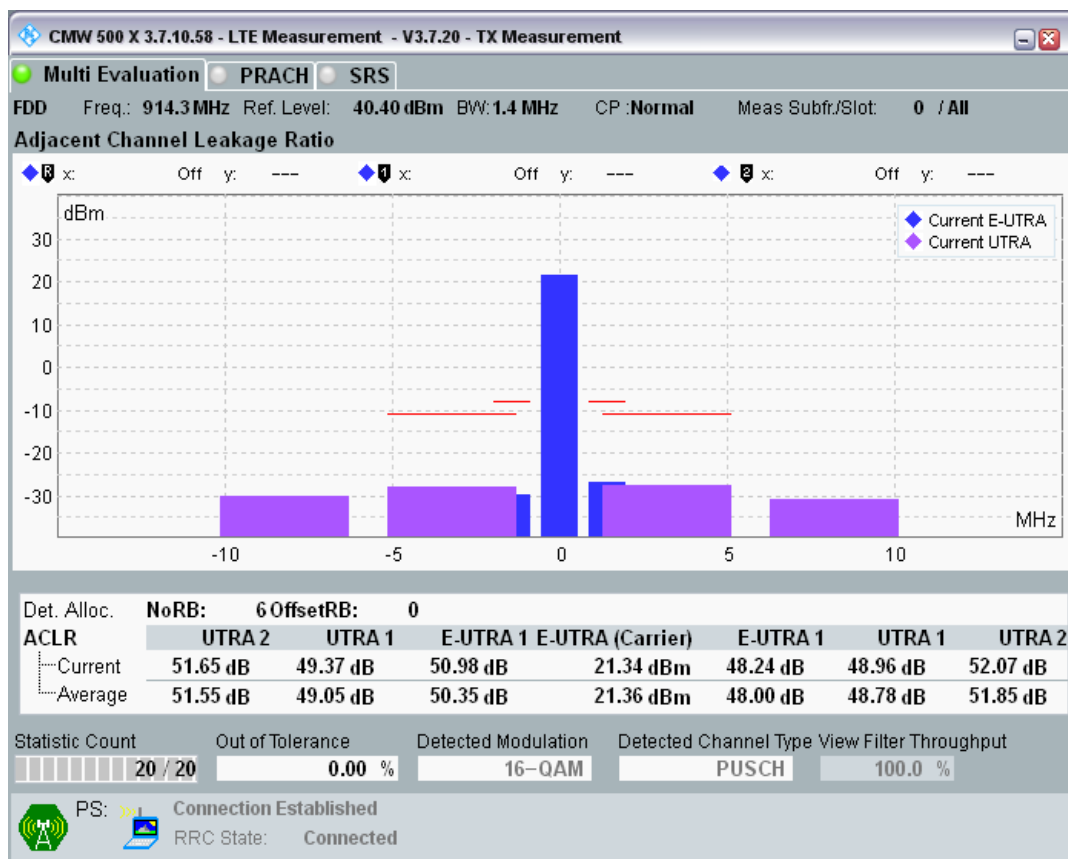 CMW 500 X 3.7.10.58 - LTE Measurement - V3.7.20 - TX Measurement
Multi Evaluation PRACH SRS
FDD Freq.: 914.3 MHz Ref. Level: 40.40 dBm BW: 1.4 MHz CP :Normal Meas Subfr./Slot: 0 / All
Adjacent Channel Leakage Ratio
R x: Off y: --- 1 x: Off y: --- 2 x: Off y: ---
dBm
Current E-UTRA
Current UTRA
30
20
10
0
-10
-20
-30
MHz
-10 -5 0 5 10
Det. Alloc. NoRB: 6 OffsetRB: 0
ACLR UTRA 2 UTRA 1 E-UTRA 1 E-UTRA (Carrier) E-UTRA 1 UTRA 1 UTRA 2
Current 51.65 dB 49.37 dB 50.98 dB 21.34 dBm 48.24 dB 48.96 dB 52.07 dB
Average 51.55 dB 49.05 dB 50.35 dB 21.36 dBm 48.00 dB 48.78 dB 51.85 dB
Statistic Count Out of Tolerance Detected Modulation Detected Channel Type View Filter Throughput
20 / 20 0.00 % 16-QAM PUSCH 100.0 %
PS: Connection Established
RRC State: Connected